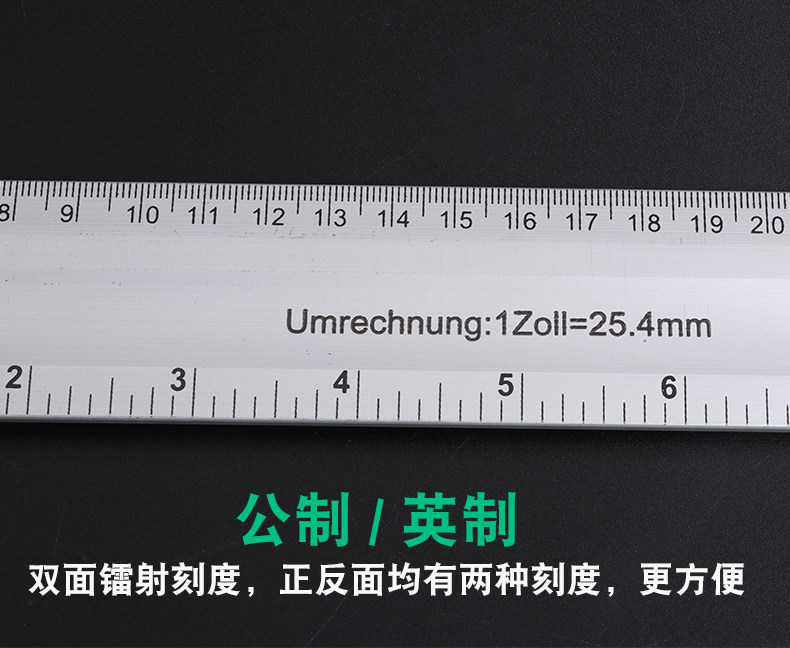 8 9 10 11 12 13 14 15 16 17 18 19 20
Umrechnung:1Zoll=25.4mm
2 3 4 5 6
公制 / 英制
双面镭射刻度，正反面均有两种刻度，更方便